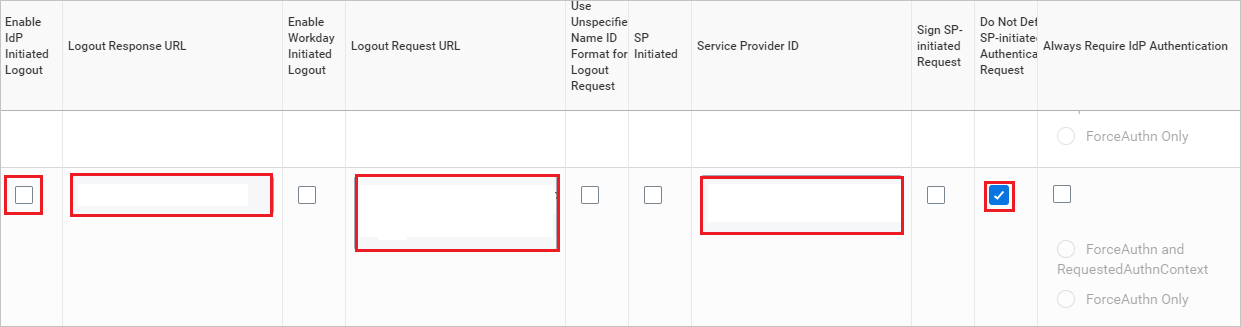 Enable
IdP
Initiated
Logout
Logout Response URL
Enable
Workday
Initiated
Logout
Logout Request URL
Use
Unspecifie
Name ID
Format for
Logout
Request
SP
Initiated
Service Provider ID
Sign SP-
initiated
Request
Do Not Def
SP-initiated
Authentica
Request
Always Require IdP Authentication
ForceAuthn Only
ForceAuthn and
RequestedAuthnContext
ForceAuthn Only